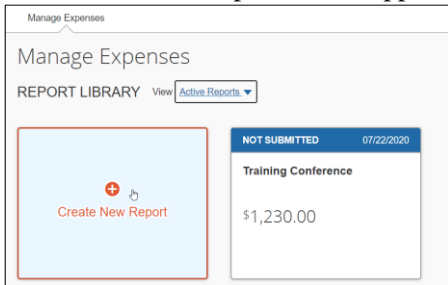 Manage Expenses
Manage Expenses
REPORT LIBRARY View Active Reports
NOT SUBMITTED 07/22/2020
Training Conference
Create New Report
$1,230.00